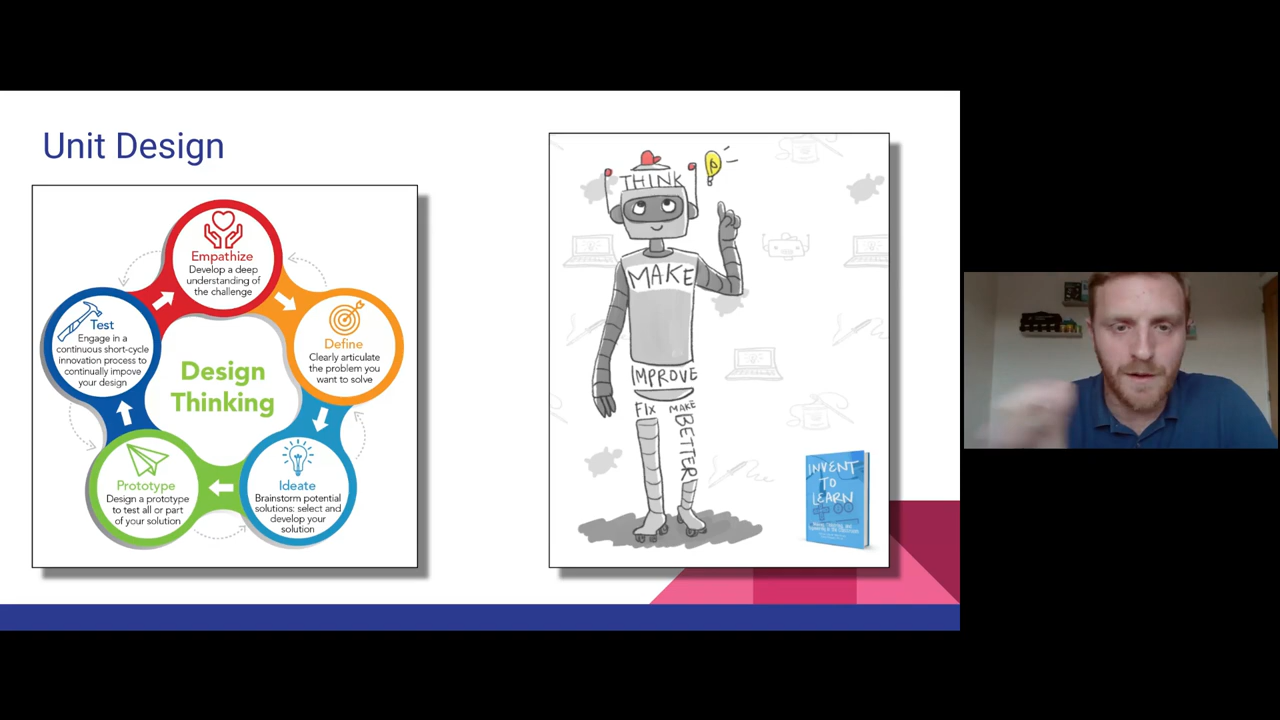 Unit Design
Empathize
Develop a deep
understanding of
the challenge
Define
Clearly articulate
the problem you
want to solve
Ideate
Brainstorm potential
solutions: select and
develop your
solution
Prototype
Design a prototype
to test all or part
of your solution
Test
Engage in a
continuous short-cycle
innovation process to
continually impove
your design
Design
Thinking
THINK
MAKE
IMPROVE
FIX MAKE
BETTER
INVENT
TO
LEARN